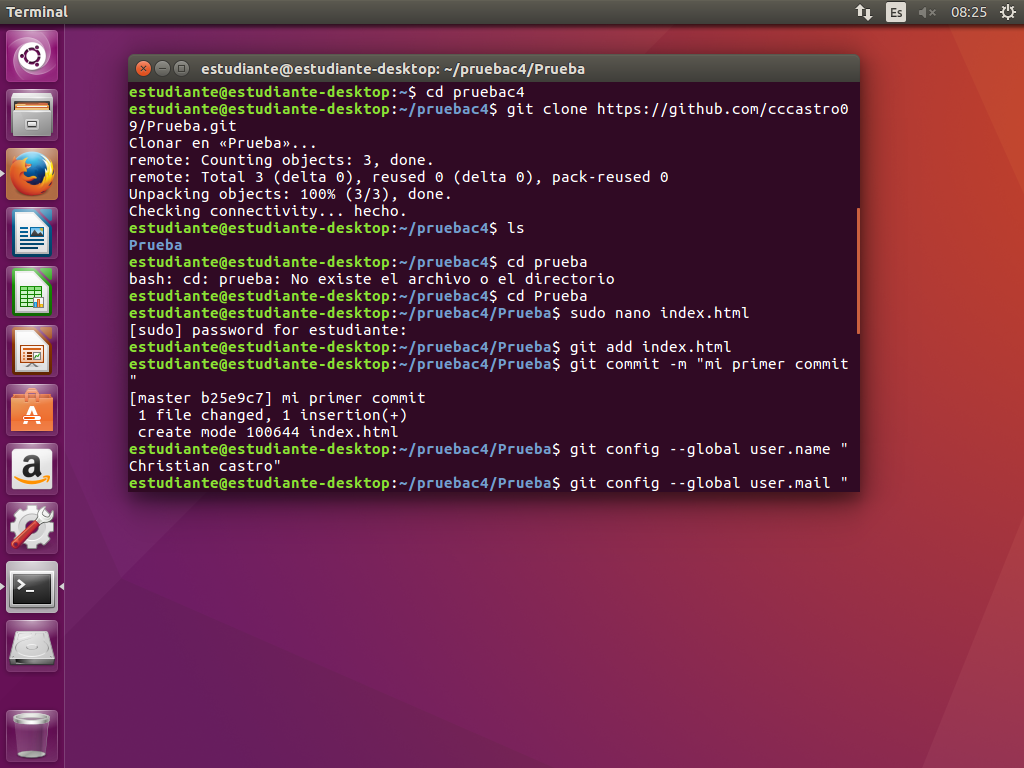 Terminal
Es
08:25
estudiante@estudiante-desktop: ~/pruebac4/Prueba
estudiante@estudiante-desktop:~$ cd pruebac4
estudiante@estudiante-desktop:~/pruebac4$ git clone https://github.com/cccastro0
9/Prueba.git
Clonar en «Prueba»...
remote: Counting objects: 3, done.
remote: Total 3 (delta 0), reused 0 (delta 0), pack-reused 0
Unpacking objects: 100% (3/3), done.
Checking connectivity... hecho.
estudiante@estudiante-desktop:~/pruebac4$ ls
Prueba
estudiante@estudiante-desktop:~/pruebac4$ cd prueba
bash: cd: prueba: No existe el archivo o el directorio
estudiante@estudiante-desktop:~/pruebac4$ cd Prueba
estudiante@estudiante-desktop:~/pruebac4/Prueba$ sudo nano index.html
[sudo] password for estudiante:
estudiante@estudiante-desktop:~/pruebac4/Prueba$ git add index.html
estudiante@estudiante-desktop:~/pruebac4/Prueba$ git commit -m "mi primer commit
"
[master b25e9c7] mi primer commit
 1 file changed, 1 insertion(+)
 create mode 100644 index.html
estudiante@estudiante-desktop:~/pruebac4/Prueba$ git config --global user.name "
Christian castro"
estudiante@estudiante-desktop:~/pruebac4/Prueba$ git config --global user.mail "